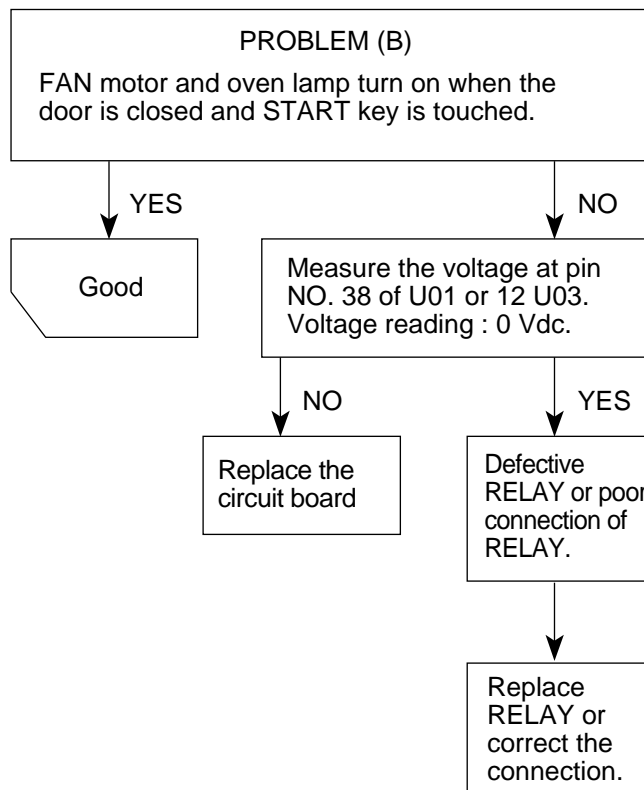 PROBLEM (B)
FAN motor and oven lamp turn on when the
door is closed and START key is touched.
YES
NO
Good
Measure the voltage at pin
NO. 38 of U01 or 12 U03.
Voltage reading : 0 Vdc.
NO
YES
Replace the
circuit board
Defective
RELAY or poor
connection of
RELAY.
Replace
RELAY or
correct the
connection.